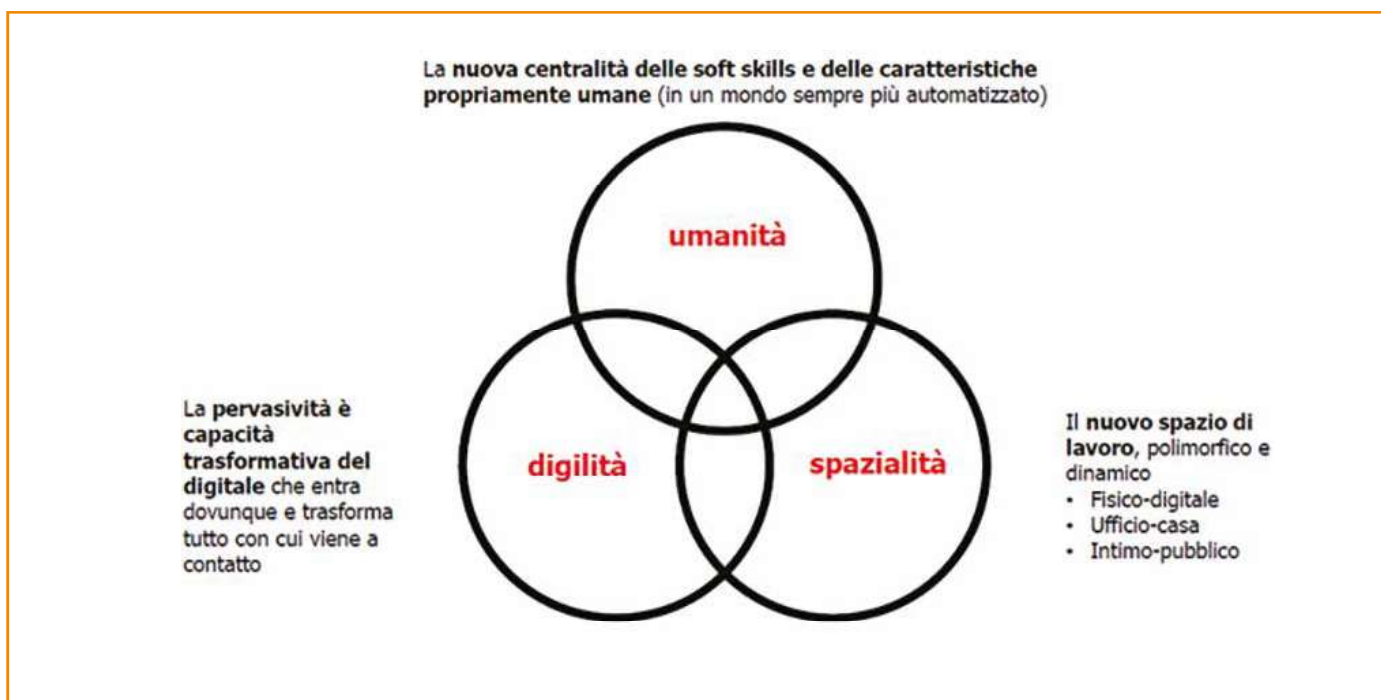 La nuova centralità delle soft skills e delle caratteristiche
propriamente umane (in un mondo sempre più automatizzato)
umanità
La pervasività è
capacità
trasformativa del
digitale che entra
dovunque e trasforma
tutto con cui viene a
contatto
digilità
spazialità
Il nuovo spazio di
lavoro, polimorfico e
dinamico
• Fisico-digitale
• Ufficio-casa
• Intimo-pubblico